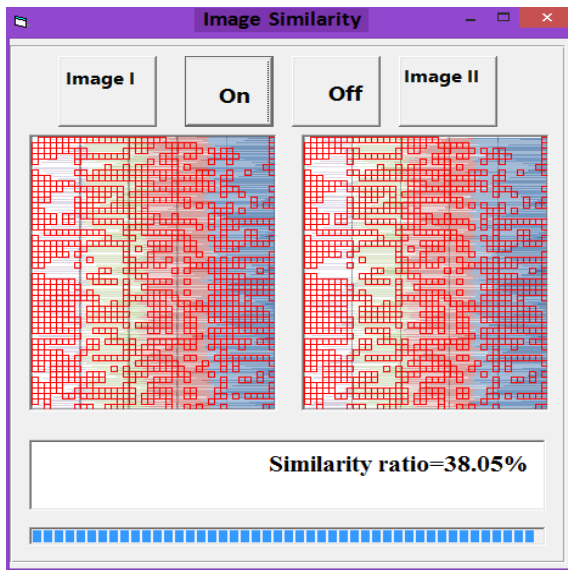 Image Similarity
Image I
On
Off
Image II
Similarity ratio=38.05%